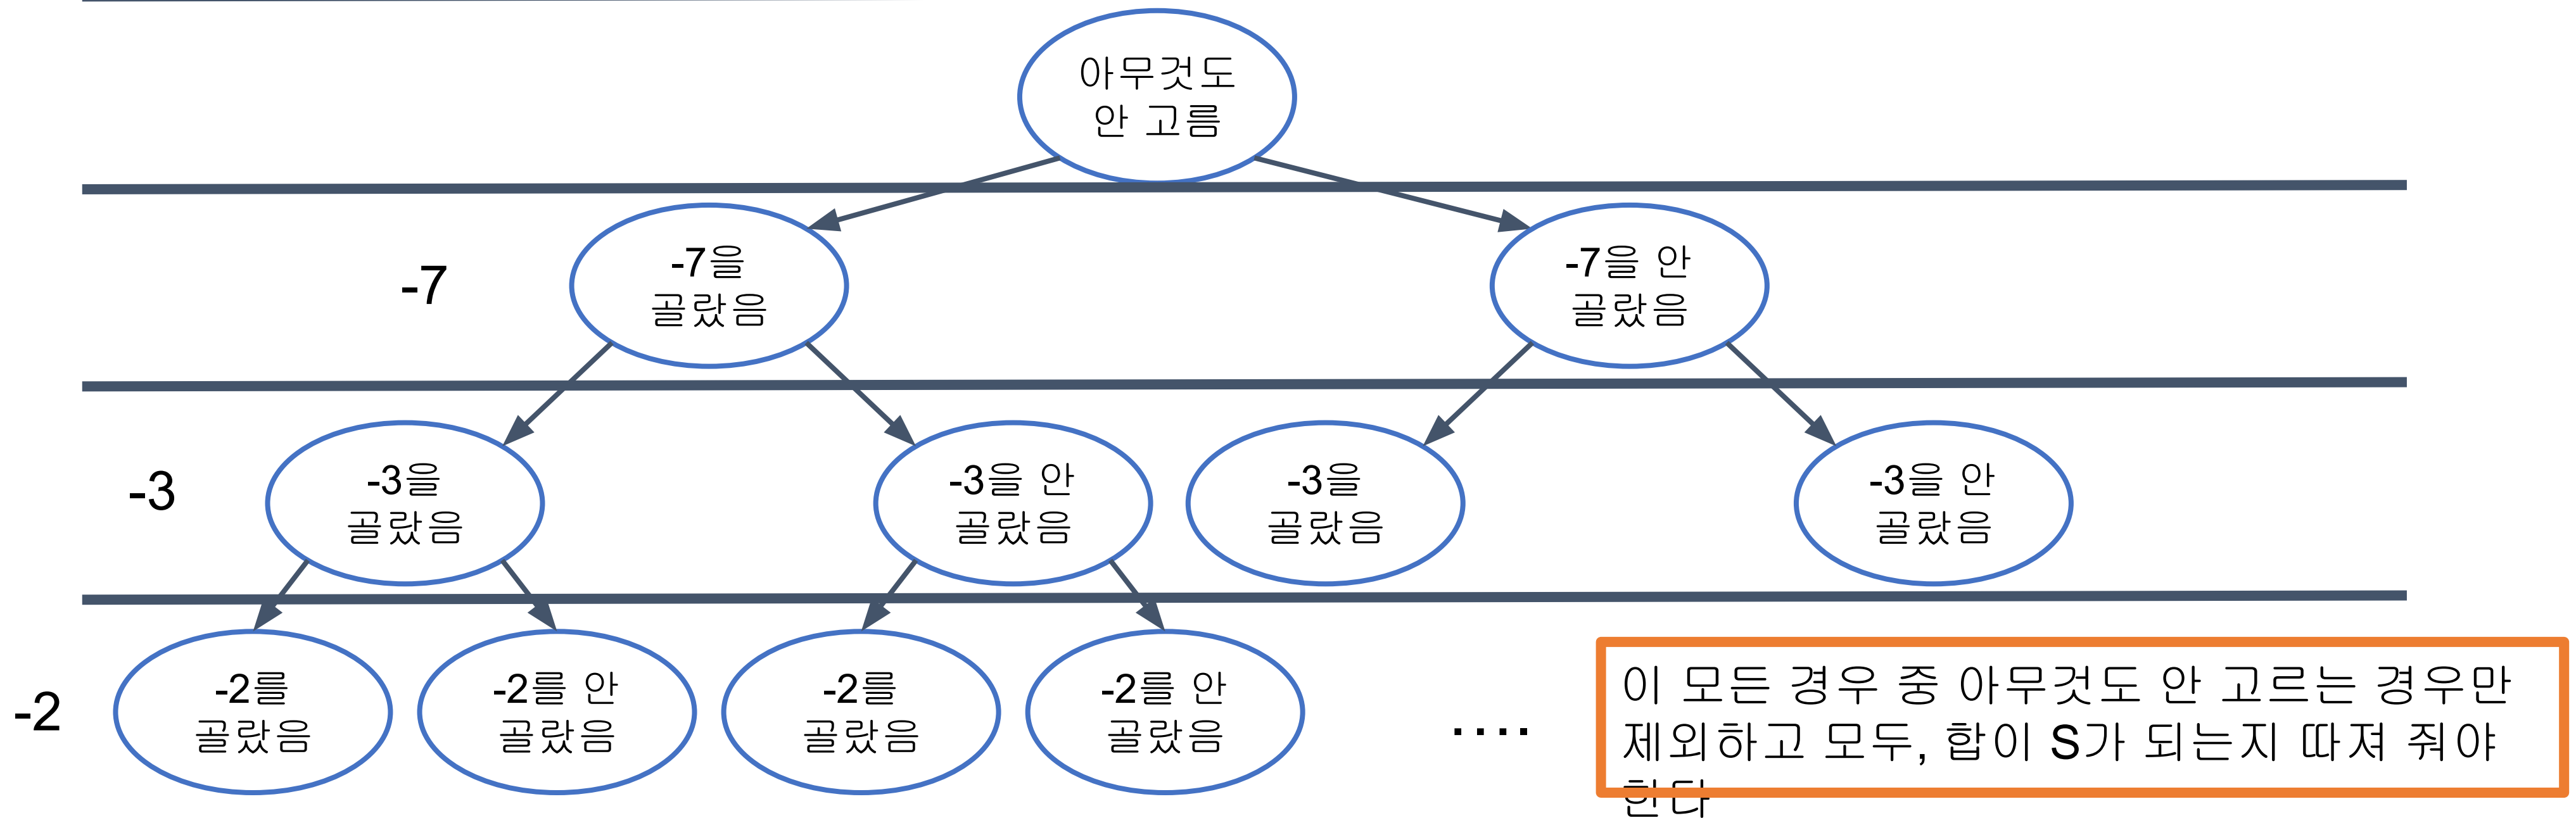 아무것도
안 고름
-7
-7을
골랐음
-7을 안
골랐음
-3
-3을
골랐음
-3을 안
골랐음
-3을
골랐음
-3을 안
골랐음
-2
-2를
골랐음
-2를 안
골랐음
-2를
골랐음
-2를 안
골랐음
....
이 모든 경우 중 아무것도 안 고르는 경우만
제외하고 모두, 합이 S가 되는지 따져 줘야
한다